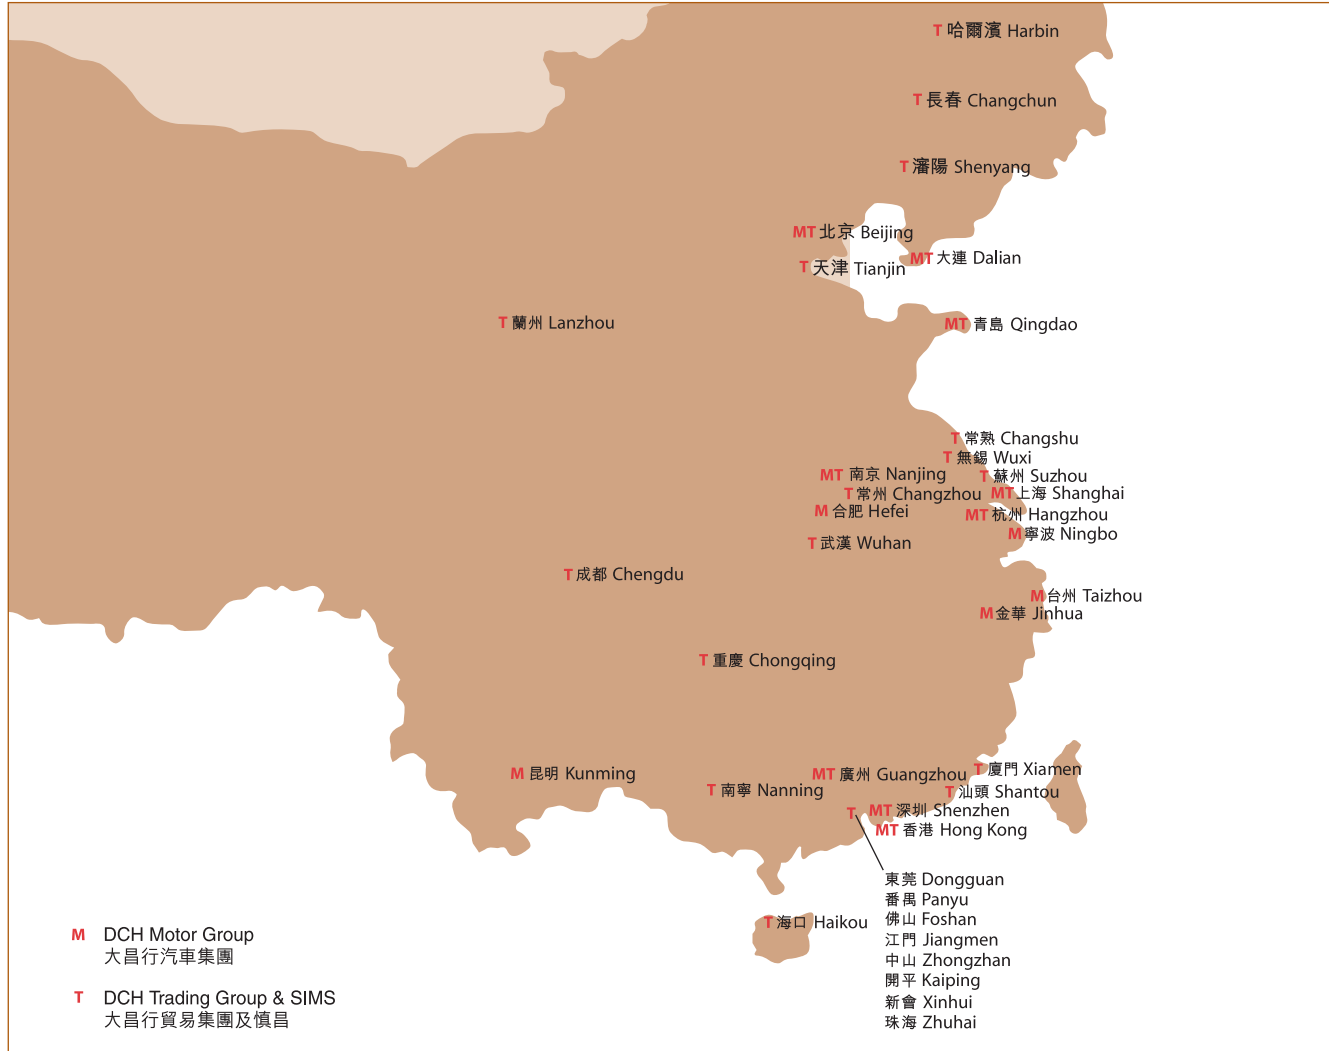 T 哈爾濱 Harbin
T 長春 Changchun
T 瀋陽 Shenyang
MT 北京 Beijing
MT 大連 Dalian
T 天津 Tianjin
T 蘭州 Lanzhou
MT 青島 Qingdao
T 常熟 Changshu
T 無錫 Wuxi
MT 南京 Nanjing
T 蘇州 Suzhou
T 常州 Changzhou
MT 上海 Shanghai
M 合肥 Hefei
MT 杭州 Hangzhou
M 寧波 Ningbo
T 武漢 Wuhan
T 成都 Chengdu
M 台州 Taizhou
M 金華 Jinhua
T 重慶 Chongqing
M 昆明 Kunming
MT 廣州 Guangzhou
T 廈門 Xiamen
T 南寧 Nanning
T 汕頭 Shantou
T
MT 深圳 Shenzhen
MT 香港 Hong Kong
東莞 Dongguan
番禺 Panyu
佛山 Foshan
江門 Jiangmen
中山 Zhongzhan
開平 Kaiping
新會 Xinhui
珠海 Zhuhai
T 海口 Haikou
M DCH Motor Group
大昌行汽車集團
T DCH Trading Group & SIMS
大昌行貿易集團及慎昌